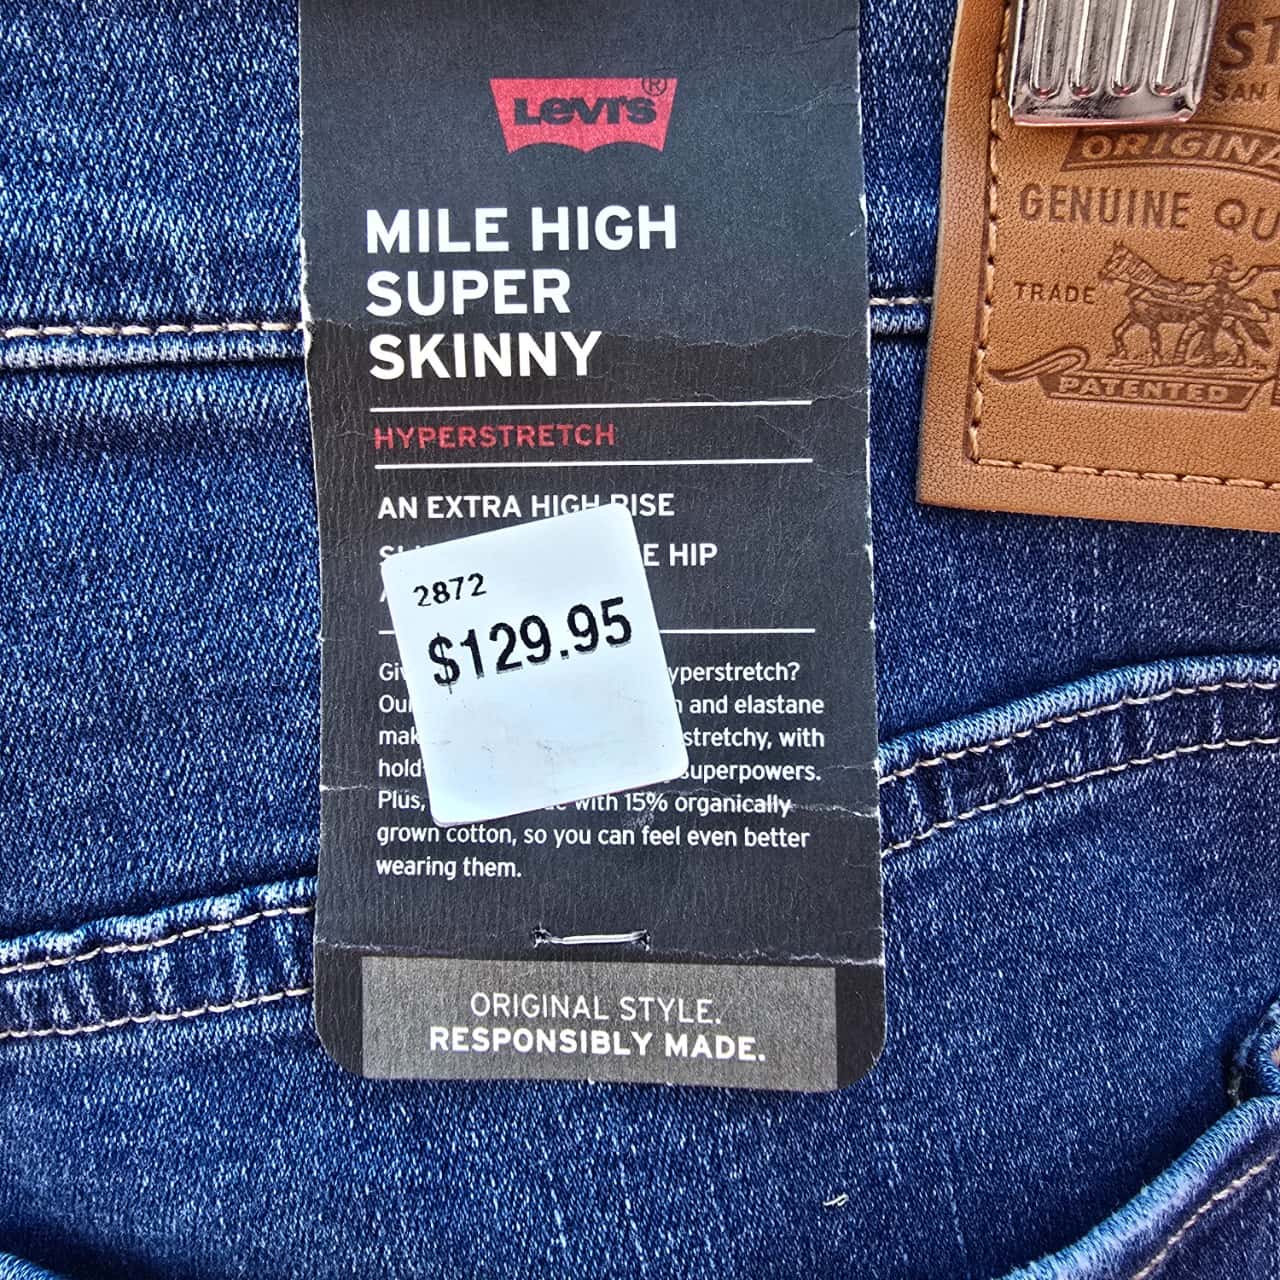 Levi's®
MILE HIGH
SUPER
SKINNY
HYPERSTRETCH
AN EXTRA HIGH RISE
HIP
2872
$129.95
and elastane
stretchy, with
superpowers.
Plus, with 15% organically
grown cotton, so you can feel even better
wearing them.
ORIGINAL STYLE.
RESPONSIBLY MADE.
SAN
GENUINE
TRADE
PATENTED